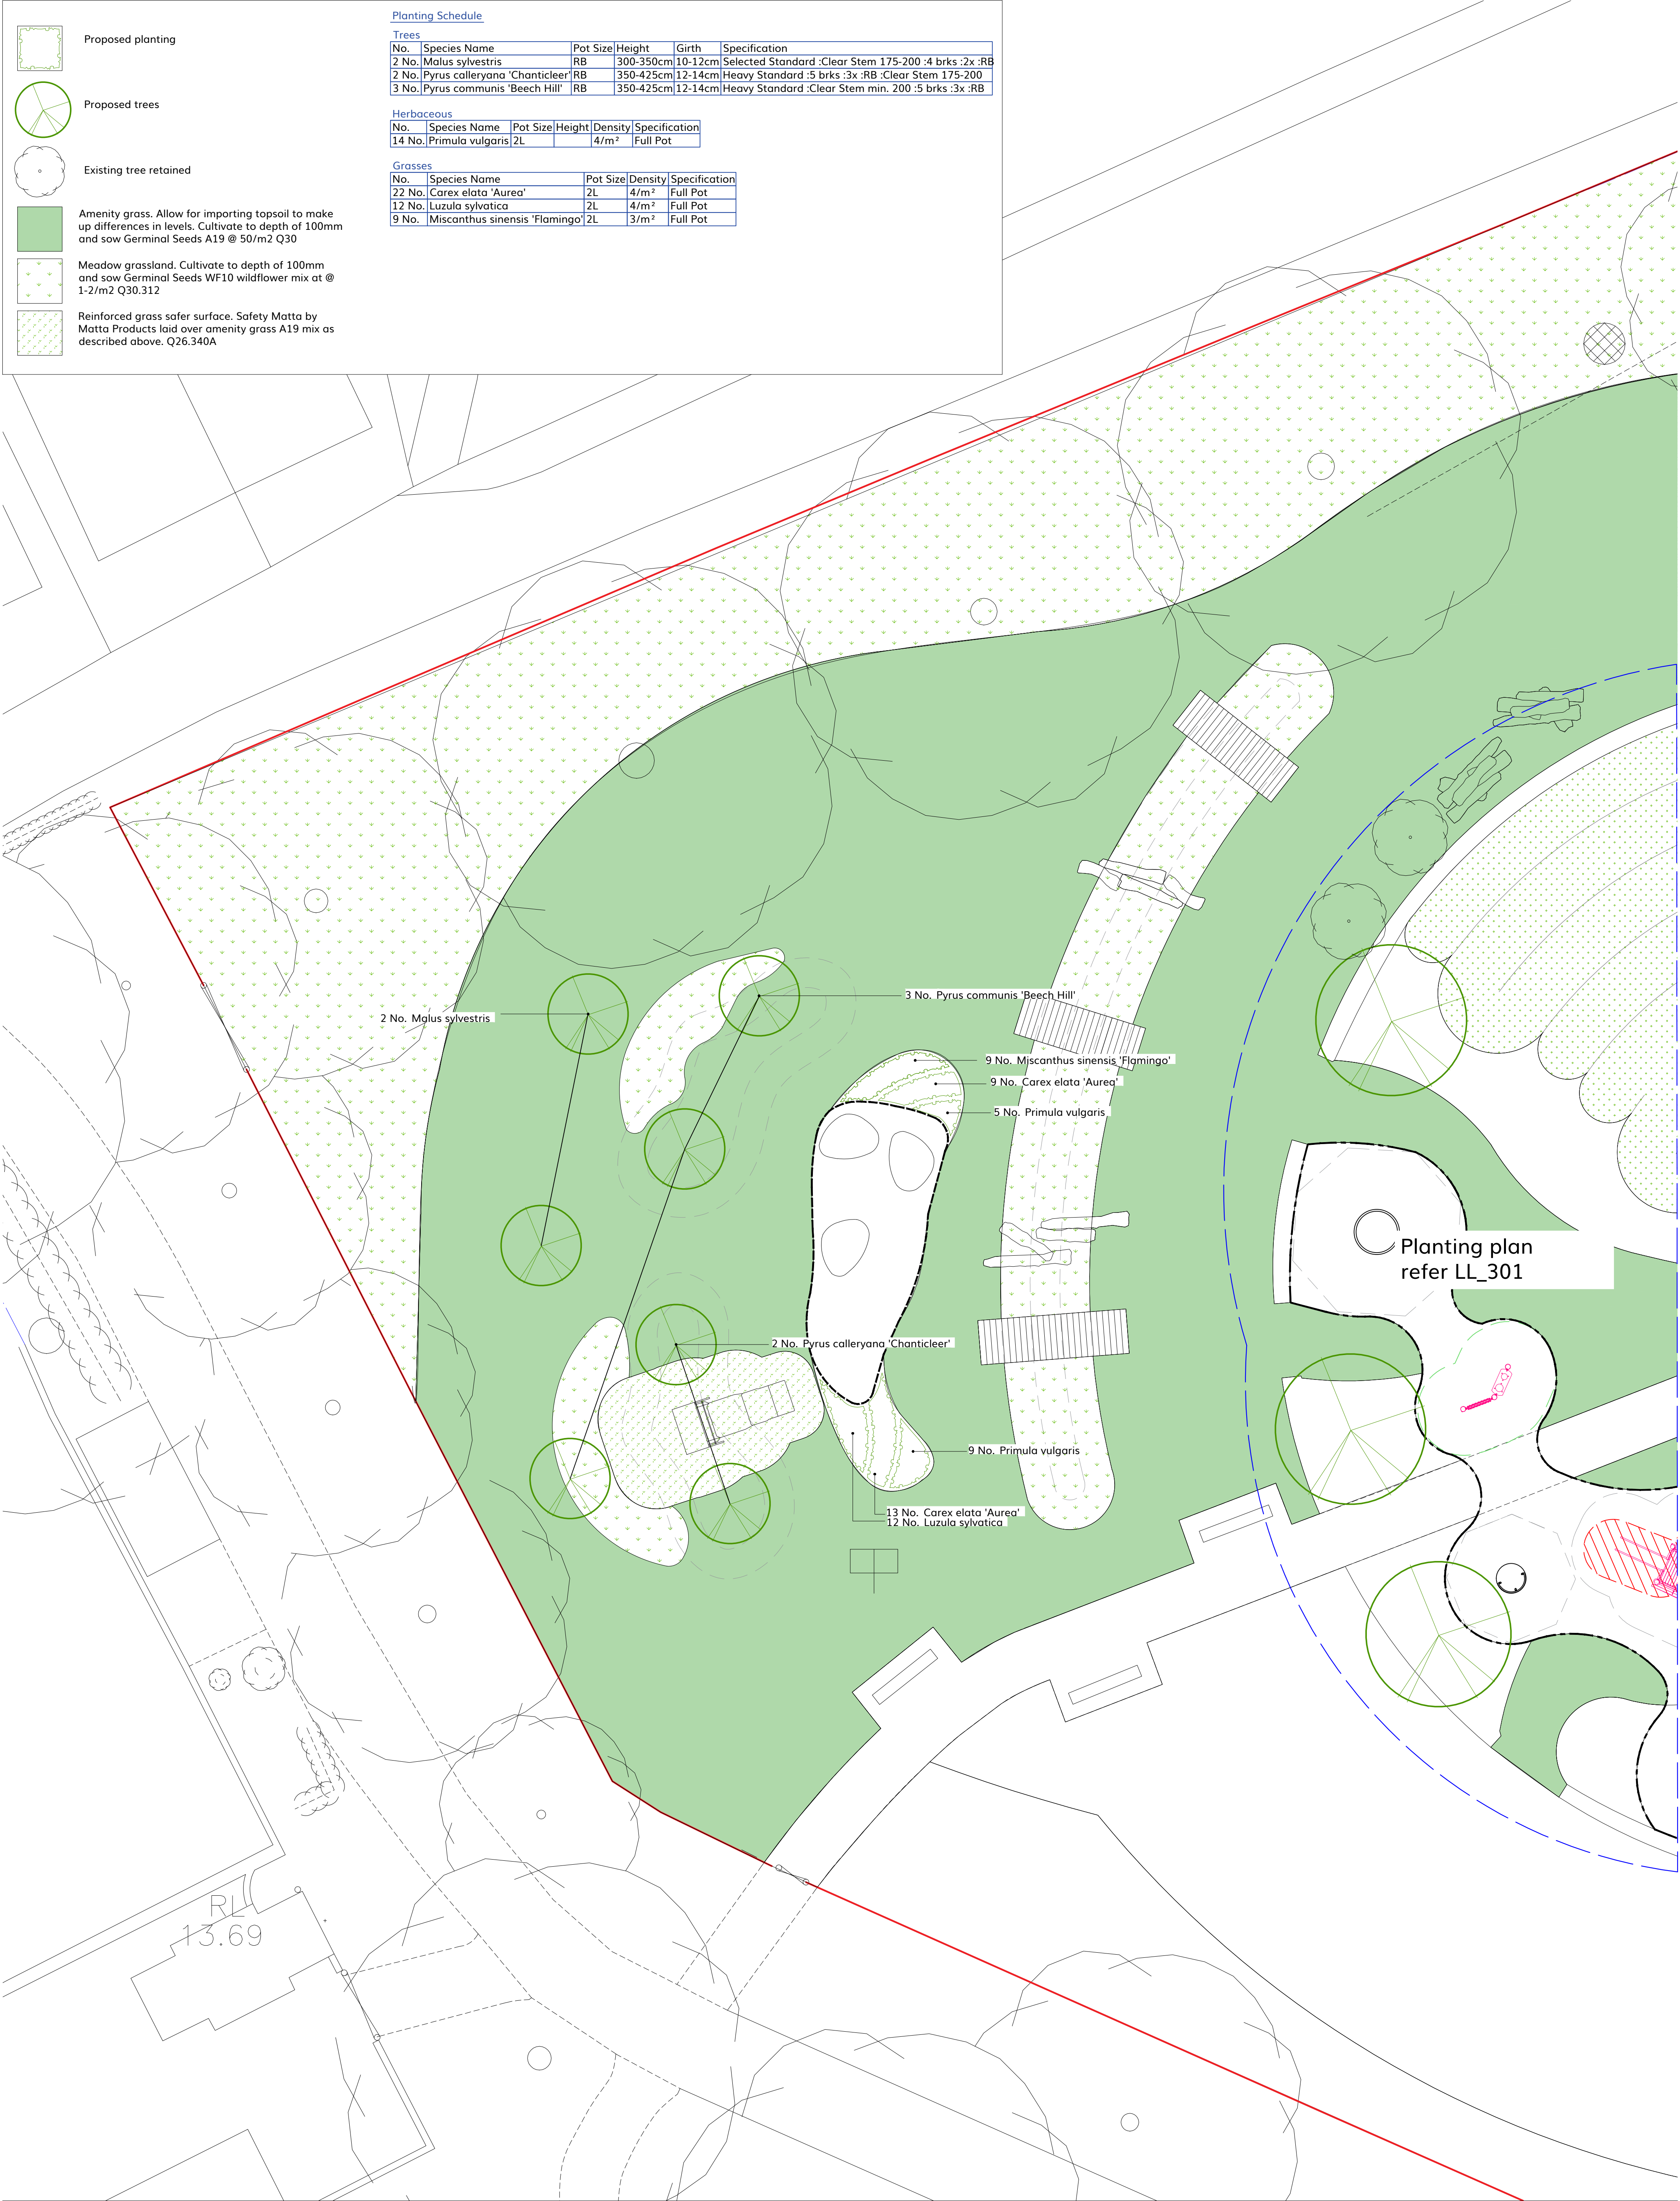 Proposed planting
Proposed trees
Existing tree retained
Amenity grass. Allow for importing topsoil to make
up differences in levels. Cultivate to depth of 100mm
and sow Germinal Seeds A19 @ 50/m2 Q30
Meadow grassland. Cultivate to depth of 100mm
and sow Germinal Seeds WF10 wildflower mix at @
1-2/m2 Q30.312
Reinforced grass safer surface. Safety Matta by
Matta Products laid over amenity grass A19 mix as
described above. Q26.340A
Planting Schedule
Trees
No. Species Name Pot Size Height Girth Specification
2 No. Malus sylvestris RB 300-350cm 10-12cm Selected Standard :Clear Stem 175-200 :4 brks :2x :RB
2 No. Pyrus calleryana 'Chanticleer' RB 350-425cm 12-14cm Heavy Standard :5 brks :3x :RB :Clear Stem 175-200
3 No. Pyrus communis 'Beech Hill' RB 350-425cm 12-14cm Heavy Standard :Clear Stem min. 200 :5 brks :3x :RB
Herbaceous
No. Species Name Pot Size Height Density Specification
14 No. Primula vulgaris 2L 4/m² Full Pot
Grasses
No. Species Name Pot Size Density Specification
22 No. Carex elata 'Aurea' 2L 4/m² Full Pot
12 No. Luzula sylvatica 2L 4/m² Full Pot
9 No. Miscanthus sinensis 'Flamingo' 2L 3/m² Full Pot
3 No. Pyrus communis 'Beech Hill'
2 No. Malus sylvestris
9 No. Miscanthus sinensis 'Flamingo'
9 No. Carex elata 'Aurea'
5 No. Primula vulgaris
Planting plan
refer LL_301
2 No. Pyrus calleryana 'Chanticleer'
9 No. Primula vulgaris
13 No. Carex elata 'Aurea'
12 No. Luzula sylvatica
RL
13.69